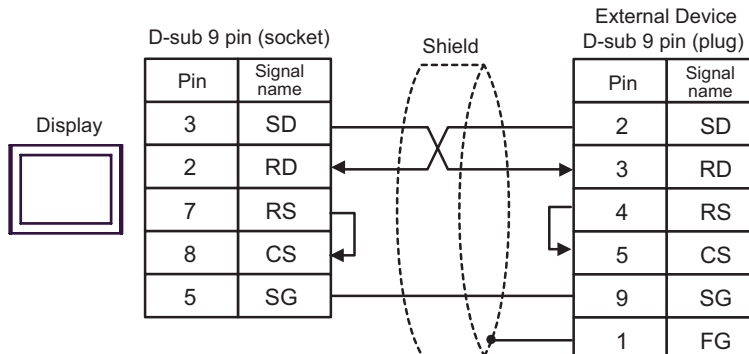 External Device
D-sub 9 pin (socket)
Shield
D-sub 9 pin (plug)
Pin
Signal name
Pin
Signal name
Display
3 SD
2 SD
2 RD
3 RD
7 RS
4 RS
8 CS
5 CS
5 SG
9 SG
1 FG